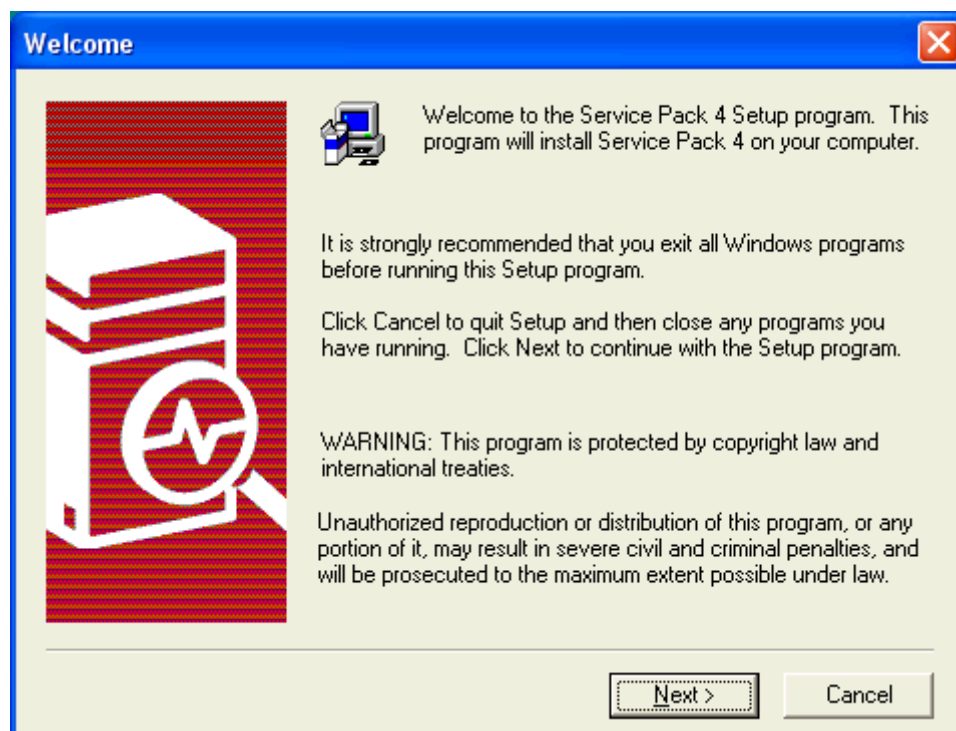 Welcome
Welcome to the Service Pack 4 Setup program.  This
program will install Service Pack 4 on your computer.
It is strongly recommended that you exit all Windows programs
before running this Setup program.
Click Cancel to quit Setup and then close any programs you
have running.  Click Next to continue with the Setup program.
WARNING: This program is protected by copyright law and
international treaties.
Unauthorized reproduction or distribution of this program, or any
portion of it, may result in severe civil and criminal penalties, and
will be prosecuted to the maximum extent possible under law.
Next >
Cancel